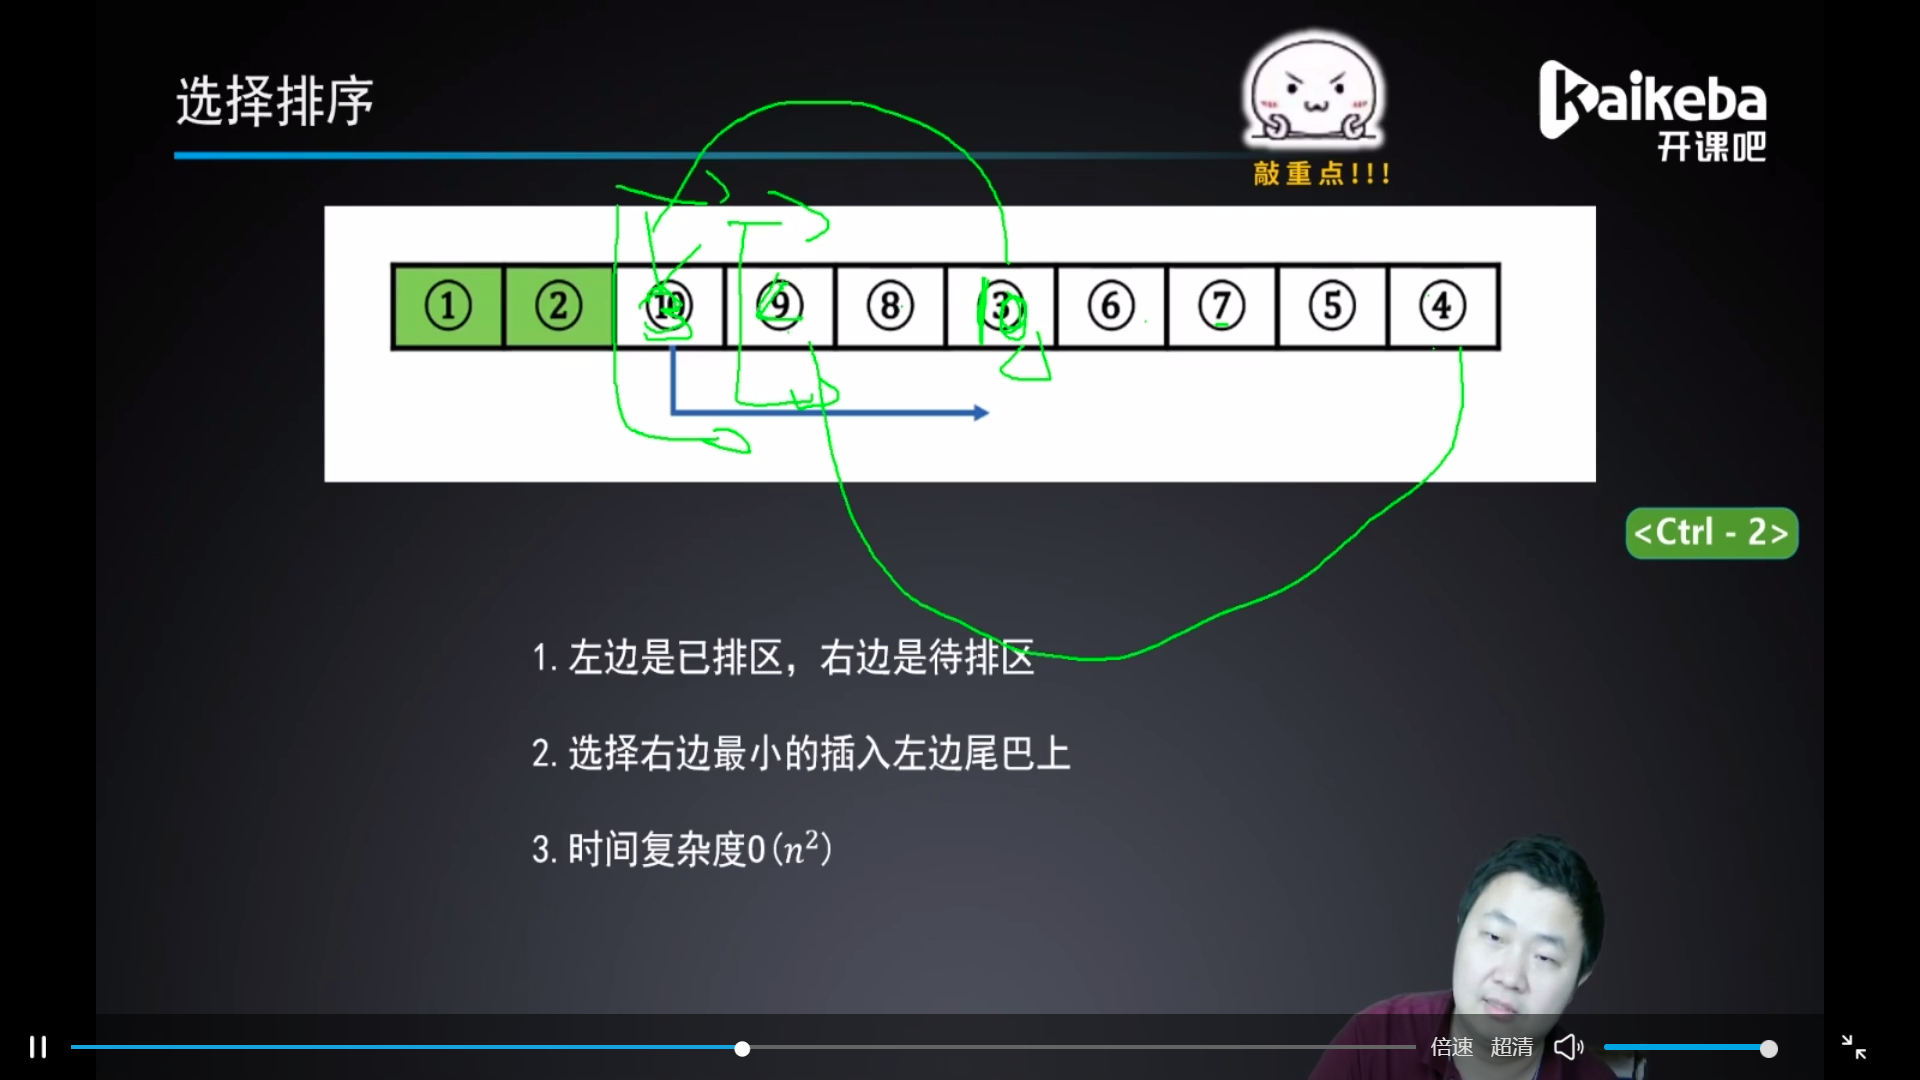 选择排序
敲重点!!!
Kaikeba
开课吧
① ② ⑩ ⑨ ⑧ ③ ⑥ ⑦ ⑤ ④
<Ctrl - 2>
1. 左边是已排区，右边是待排区
2. 选择右边最小的插入左边尾巴上
3. 时间复杂度O(n²)
倍速 超清